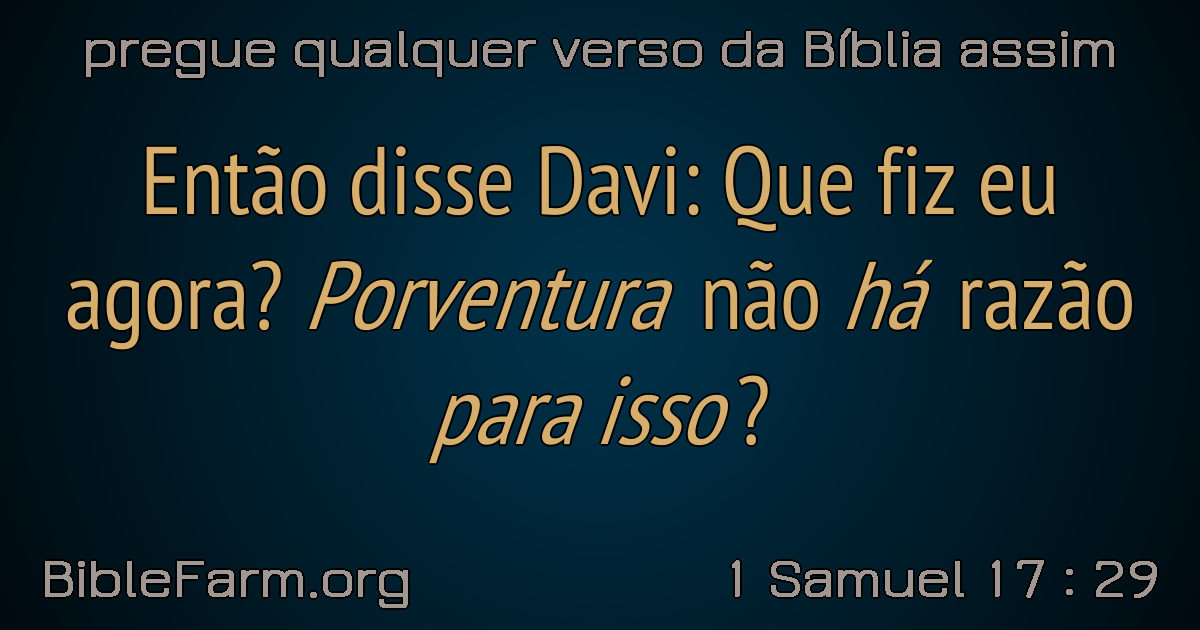 pregue qualquer verso da Bíblia assim
Então disse Davi: Que fiz eu
agora? Porventura não há razão
para isso?
BibleFarm.org
1 Samuel 17 : 29